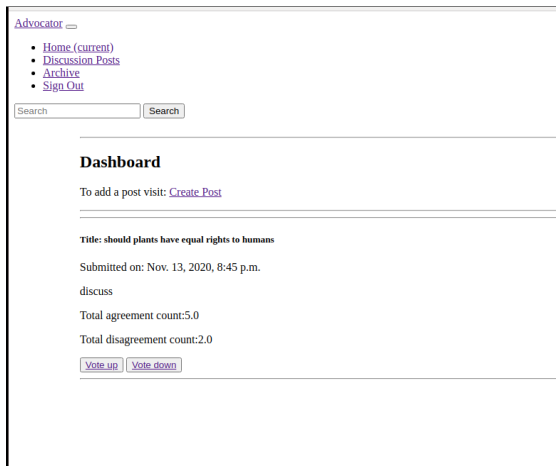 Advocator
Home (current)
Discussion Posts
Archive
Sign Out
Search Search
Dashboard
To add a post visit: Create Post
Title: should plants have equal rights to humans
Submitted on: Nov. 13, 2020, 8:45 p.m.
discuss
Total agreement count:5.0
Total disagreement count:2.0
Vote up Vote down